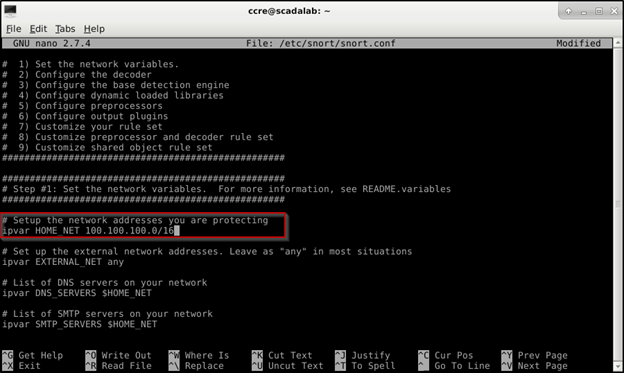 ccre@scadalab: ~
File Edit Tabs Help
GNU nano 2.7.4 File: /etc/snort/snort.conf Modified
# 1) Set the network variables.
# 2) Configure the decoder
# 3) Configure the base detection engine
# 4) Configure dynamic loaded libraries
# 5) Configure preprocessors
# 6) Configure output plugins
# 7) Customize your rule set
# 8) Customize preprocessor and decoder rule set
# 9) Customize shared object rule set
###################################################
###################################################
# Step #1: Set the network variables. For more information, see README.variables
###################################################
# Setup the network addresses you are protecting
ipvar HOME_NET 100.100.100.0/16
# Set up the external network addresses. Leave as "any" in most situations
ipvar EXTERNAL_NET any
# List of DNS servers on your network
ipvar DNS_SERVERS $HOME_NET
# List of SMTP servers on your network
ipvar SMTP_SERVERS $HOME_NET
^G Get Help ^O Write Out ^W Where Is ^K Cut Text ^J Justify ^C Cur Pos ^Y Prev Page
^X Exit ^R Read File ^\ Replace ^U Uncut Text ^T To Spell ^_ Go To Line ^V Next Page